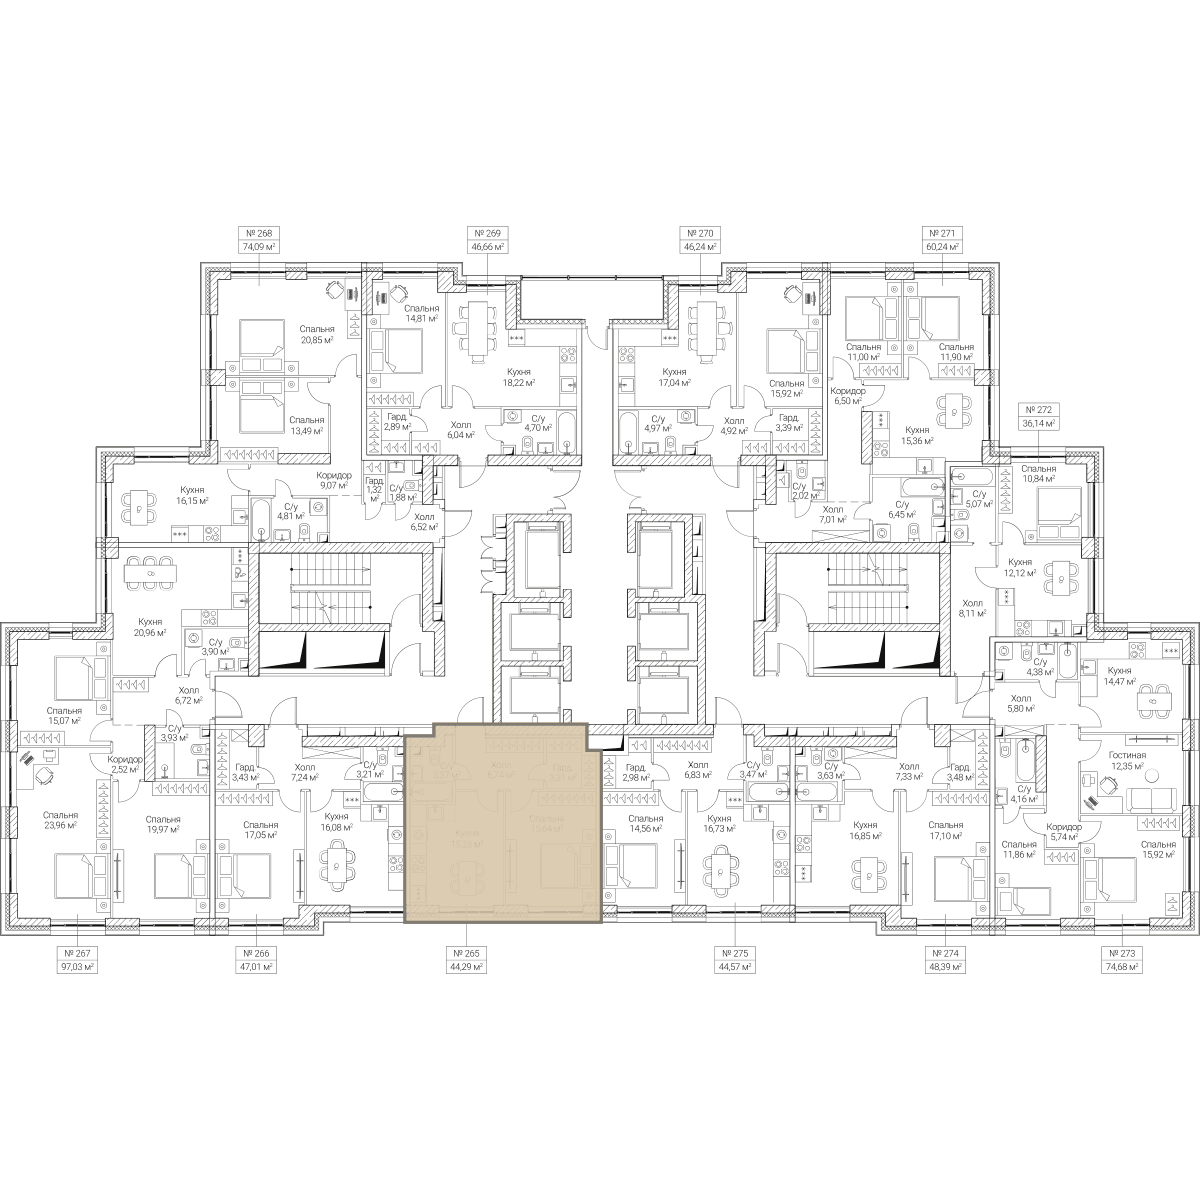 № 268
74,09 м²
№ 269
46,66 м²
№ 270
46,24 м²
№ 271
60,24 м²
Спальня
20,85 м²
Спальня
14,81 м²
Кухня
18,22 м²
Кухня
17,04 м²
Спальня
15,92 м²
Спальня
11,00 м²
Спальня
11,90 м²
Спальня
13,49 м²
Гард.
2,89 м²
Холл
6,04 м²
С/у
4,70 м²
С/у
4,97 м²
Холл
4,92 м²
Гард.
3,39 м²
Коридор
6,50 м²
Кухня
15,36 м²
№ 272
36,14 м²
Кухня
16,15 м²
С/у
4,81 м²
Коридор
9,07 м²
Гард.
1,32
м²
С/у
1,88 м²
Холл
6,52 м²
С/у
2,02 м²
Холл
7,01 м²
С/у
6,45 м²
С/у
5,07 м²
Спальня
10,84 м²
Кухня
12,12 м²
Холл
8,11 м²
Кухня
20,96 м²
С/у
3,90 м²
Холл
6,72 м²
Спальня
15,07 м²
С/у
3,93 м²
Коридор
2,52 м²
Спальня
23,96 м²
Спальня
19,97 м²
Гард.
3,43 м²
Холл
7,24 м²
С/у
3,21 м²
Спальня
17,05 м²
Кухня
16,08 м²
Холл
Кухня
Спальня
Гард.
2,98 м²
Холл
6,83 м²
С/у
3,47 м²
Спальня
14,56 м²
Кухня
16,73 м²
С/у
3,63 м²
Холл
7,33 м²
Гард.
3,48 м²
Кухня
16,85 м²
Спальня
17,10 м²
С/у
4,38 м²
Холл
5,80 м²
Кухня
14,47 м²
Гостиная
12,35 м²
С/у
4,16 м²
Коридор
5,74 м²
Спальня
11,86 м²
Спальня
15,92 м²
№ 267
97,03 м²
№ 266
47,01 м²
№ 265
44,29 м²
№ 275
44,57 м²
№ 274
48,39 м²
№ 273
74,68 м²